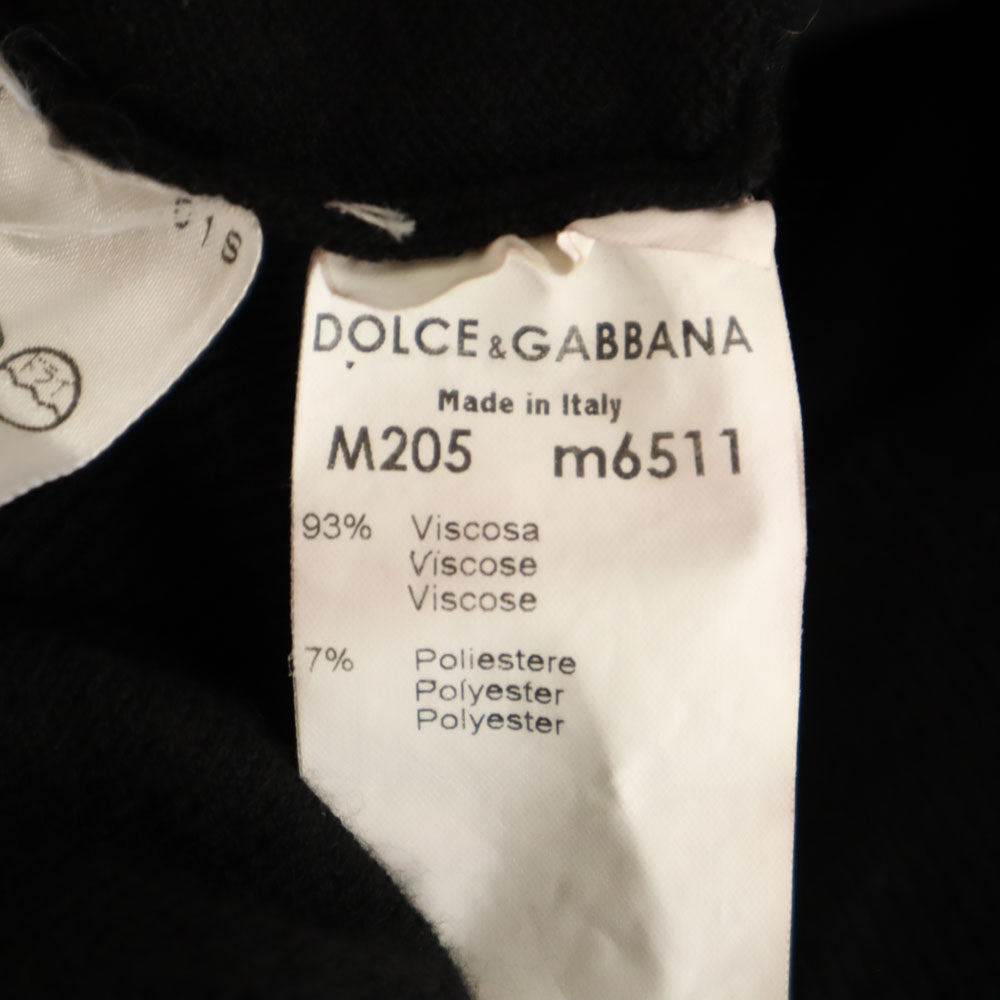 DOLCE&GABBANA
Made in Italy
M205 m6511
93% Viscosa
Viscose
Viscose
7% Poliestere
Polyester
Polyester